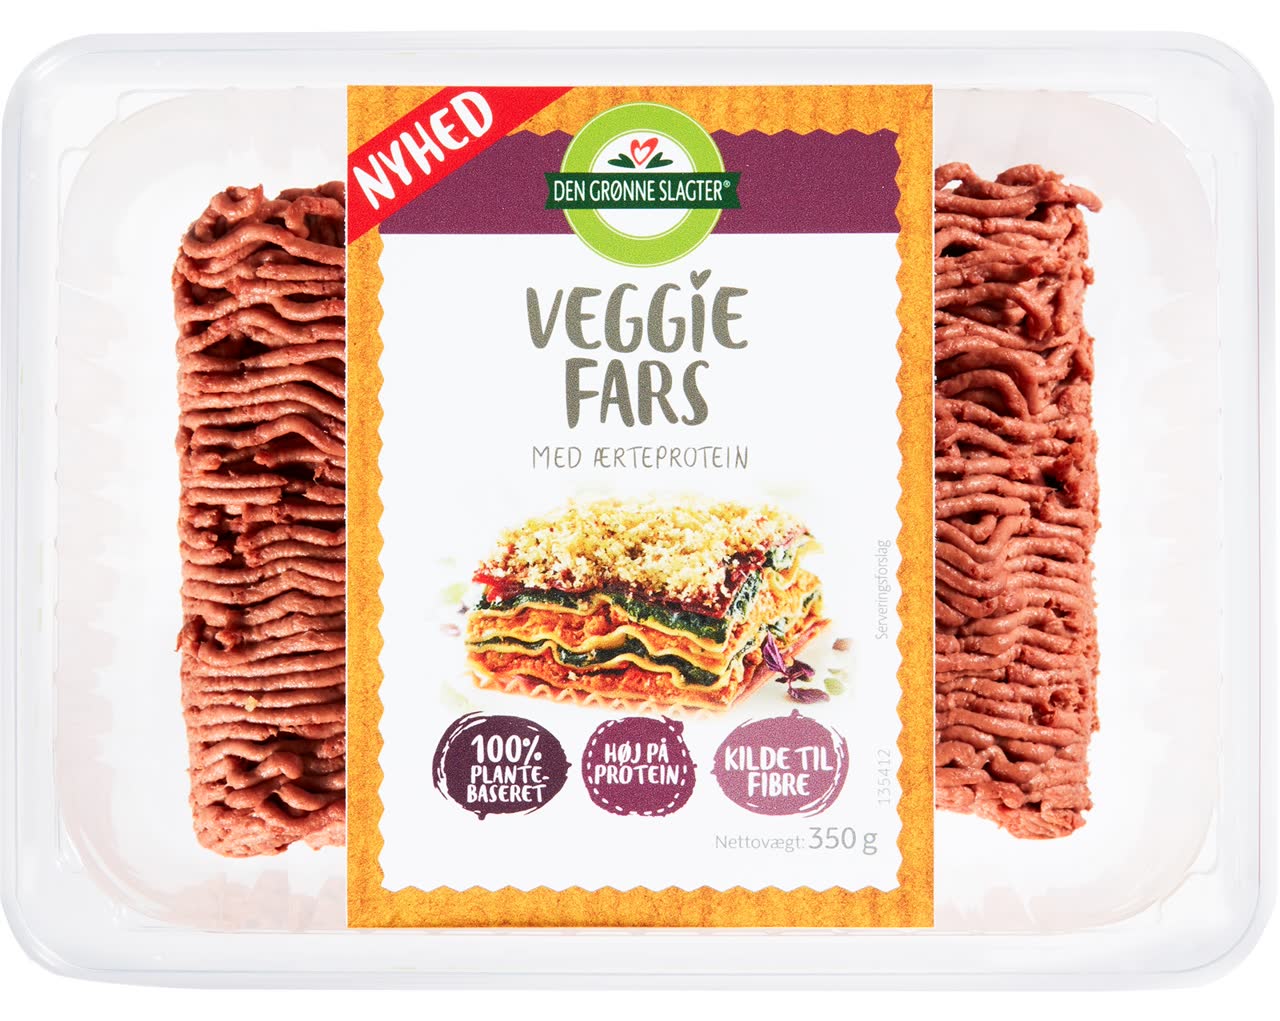 NYHED
DEN GRØNNE SLAGTER®
VEGGIE
FARS
MED ÆRTEPROTEIN
Serveringsforslag
100%
PLANTE-
BASERET
HØJ PÅ
PROTEIN
KILDE TIL
FIBRE
135412
Nettovægt: 350 g